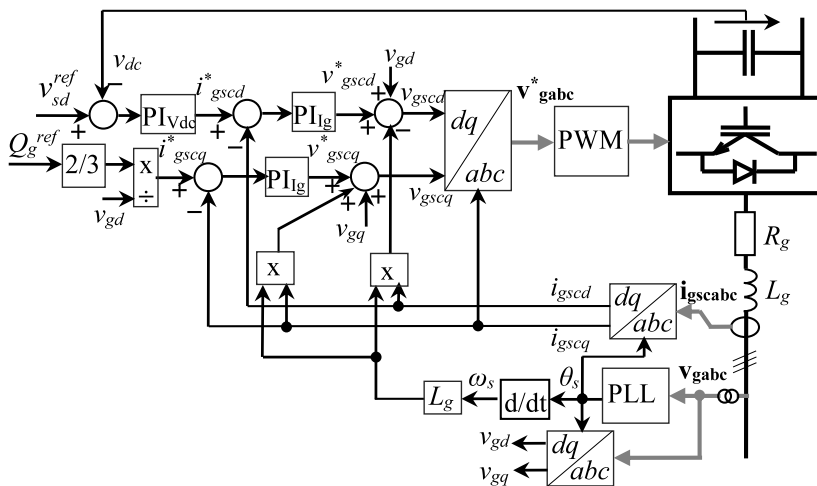 v_dc
v_gd
v_sd^ref
i^*_gscd
v^*_gscd
v_gscd
v^*_gabc
PI_Vdc
PI_Ig
dq
abc
PWM
Q_g^ref
2/3
x
÷
i^*_gscq
v^*_gscq
PI_Ig
v_gscq
v_gd
v_gq
R_g
x
x
i_gscd
dq
abc
i_gscabc
L_g
i_gscq
v_gabc
L_g
ω_s
d/dt
θ_s
PLL
v_gd
v_gq
dq
abc